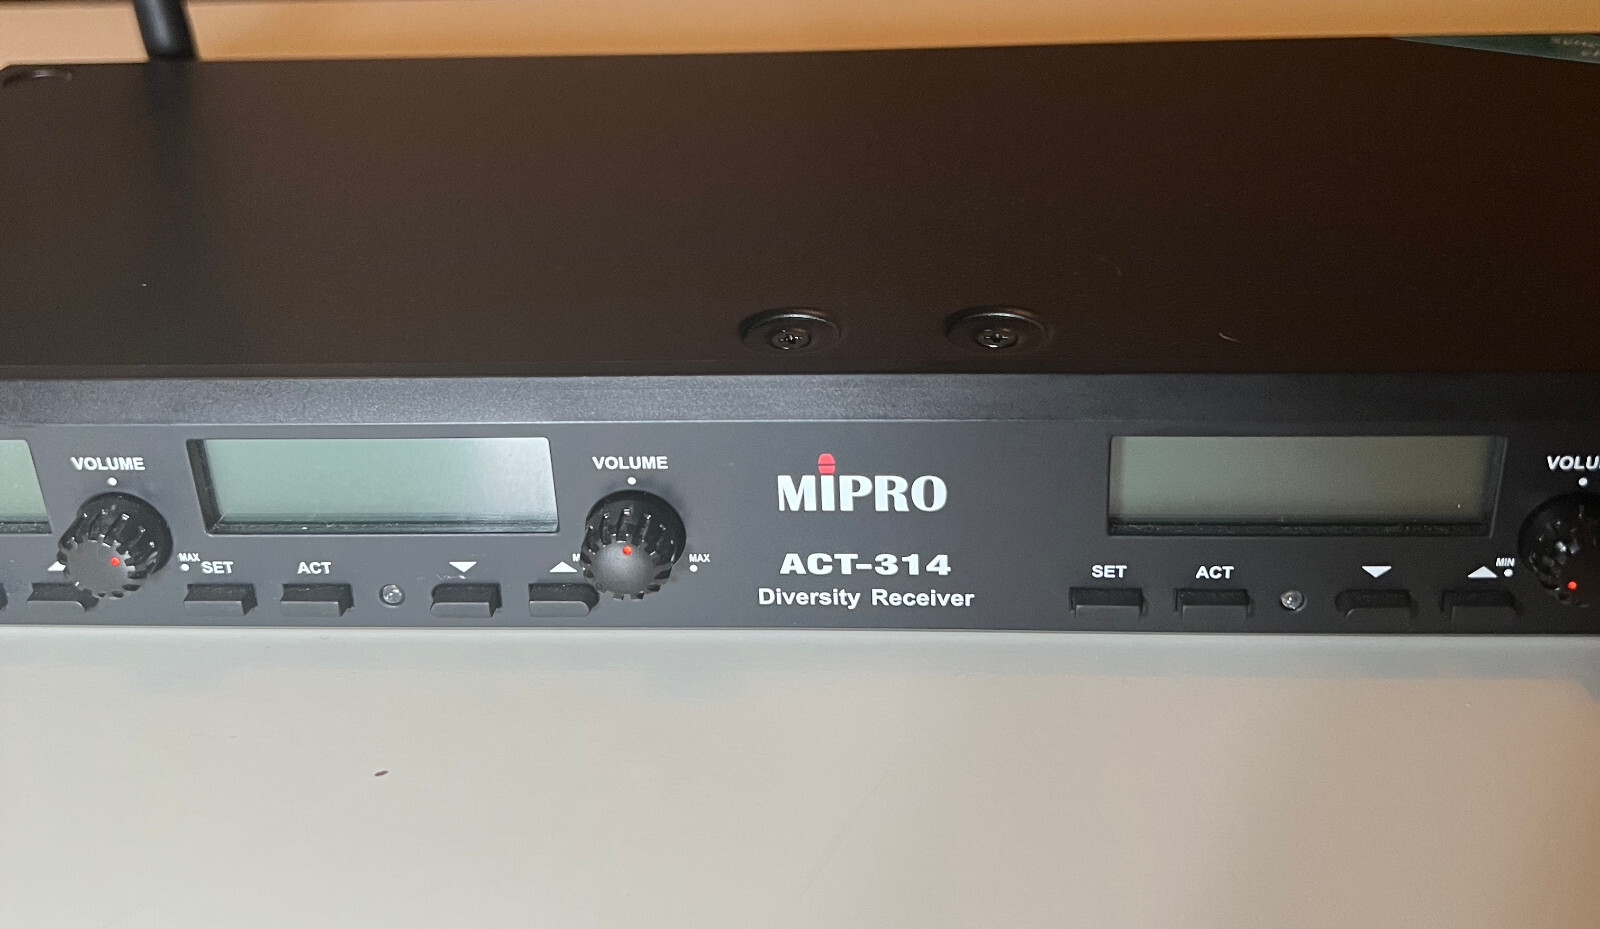 VOLUME
MAX
SET
ACT
VOLUME
MAX
MIPRO
ACT-314
Diversity Receiver
SET
ACT
MIN